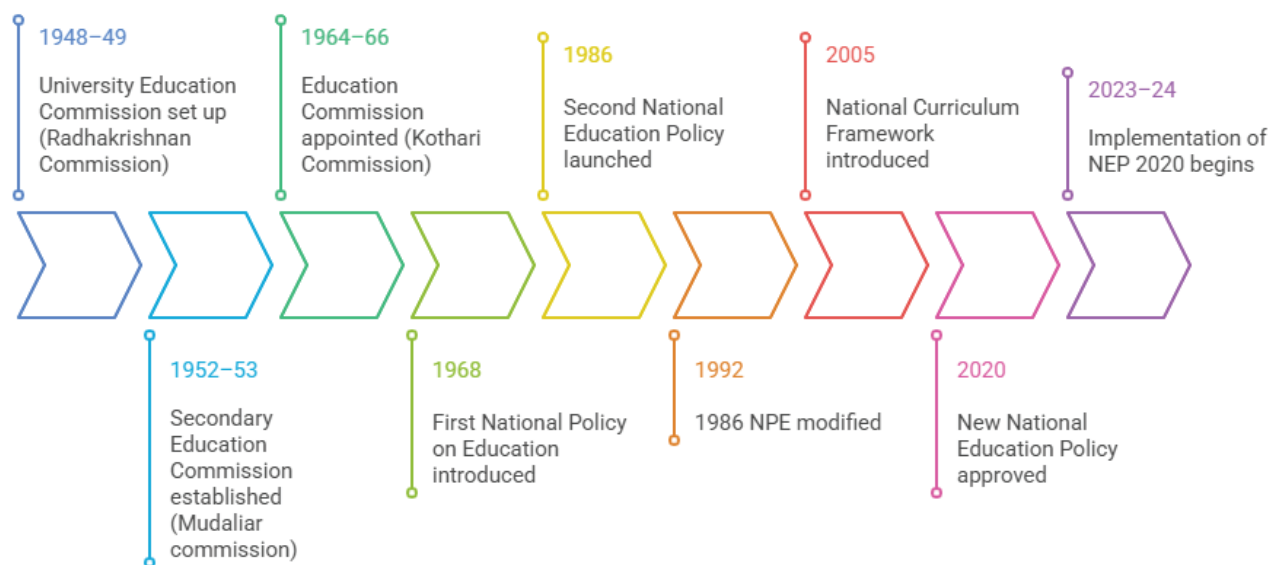 1948–49
University Education
Commission set up
(Radhakrishnan
Commission)
1952–53
Secondary
Education
Commission
established
(Mudaliar
commission)
1964–66
Education
Commission
appointed (Kothari
Commission)
1968
First National Policy
on Education
introduced
1986
Second National
Education Policy
launched
1992
1986 NPE modified
2005
National Curriculum
Framework
introduced
2020
New National
Education Policy
approved
2023–24
Implementation of
NEP 2020 begins